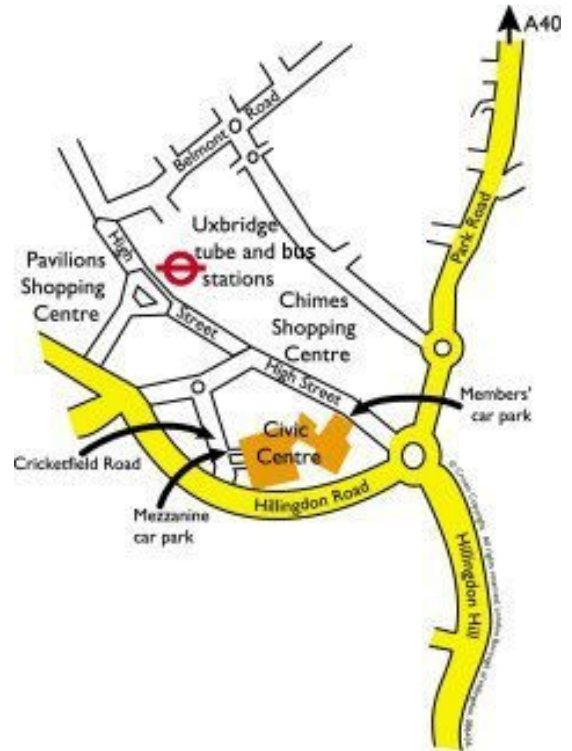 A40
Belmont
Road
Park Road
Uxbridge
tube and bus
stations
High
Street
Pavilions
Shopping
Centre
Chimes
Shopping
Centre
High Street
Members'
car park
Civic
Centre
Cricketfield Road
Mezzanine
car park
Hillingdon Road
Hillingdon Hill